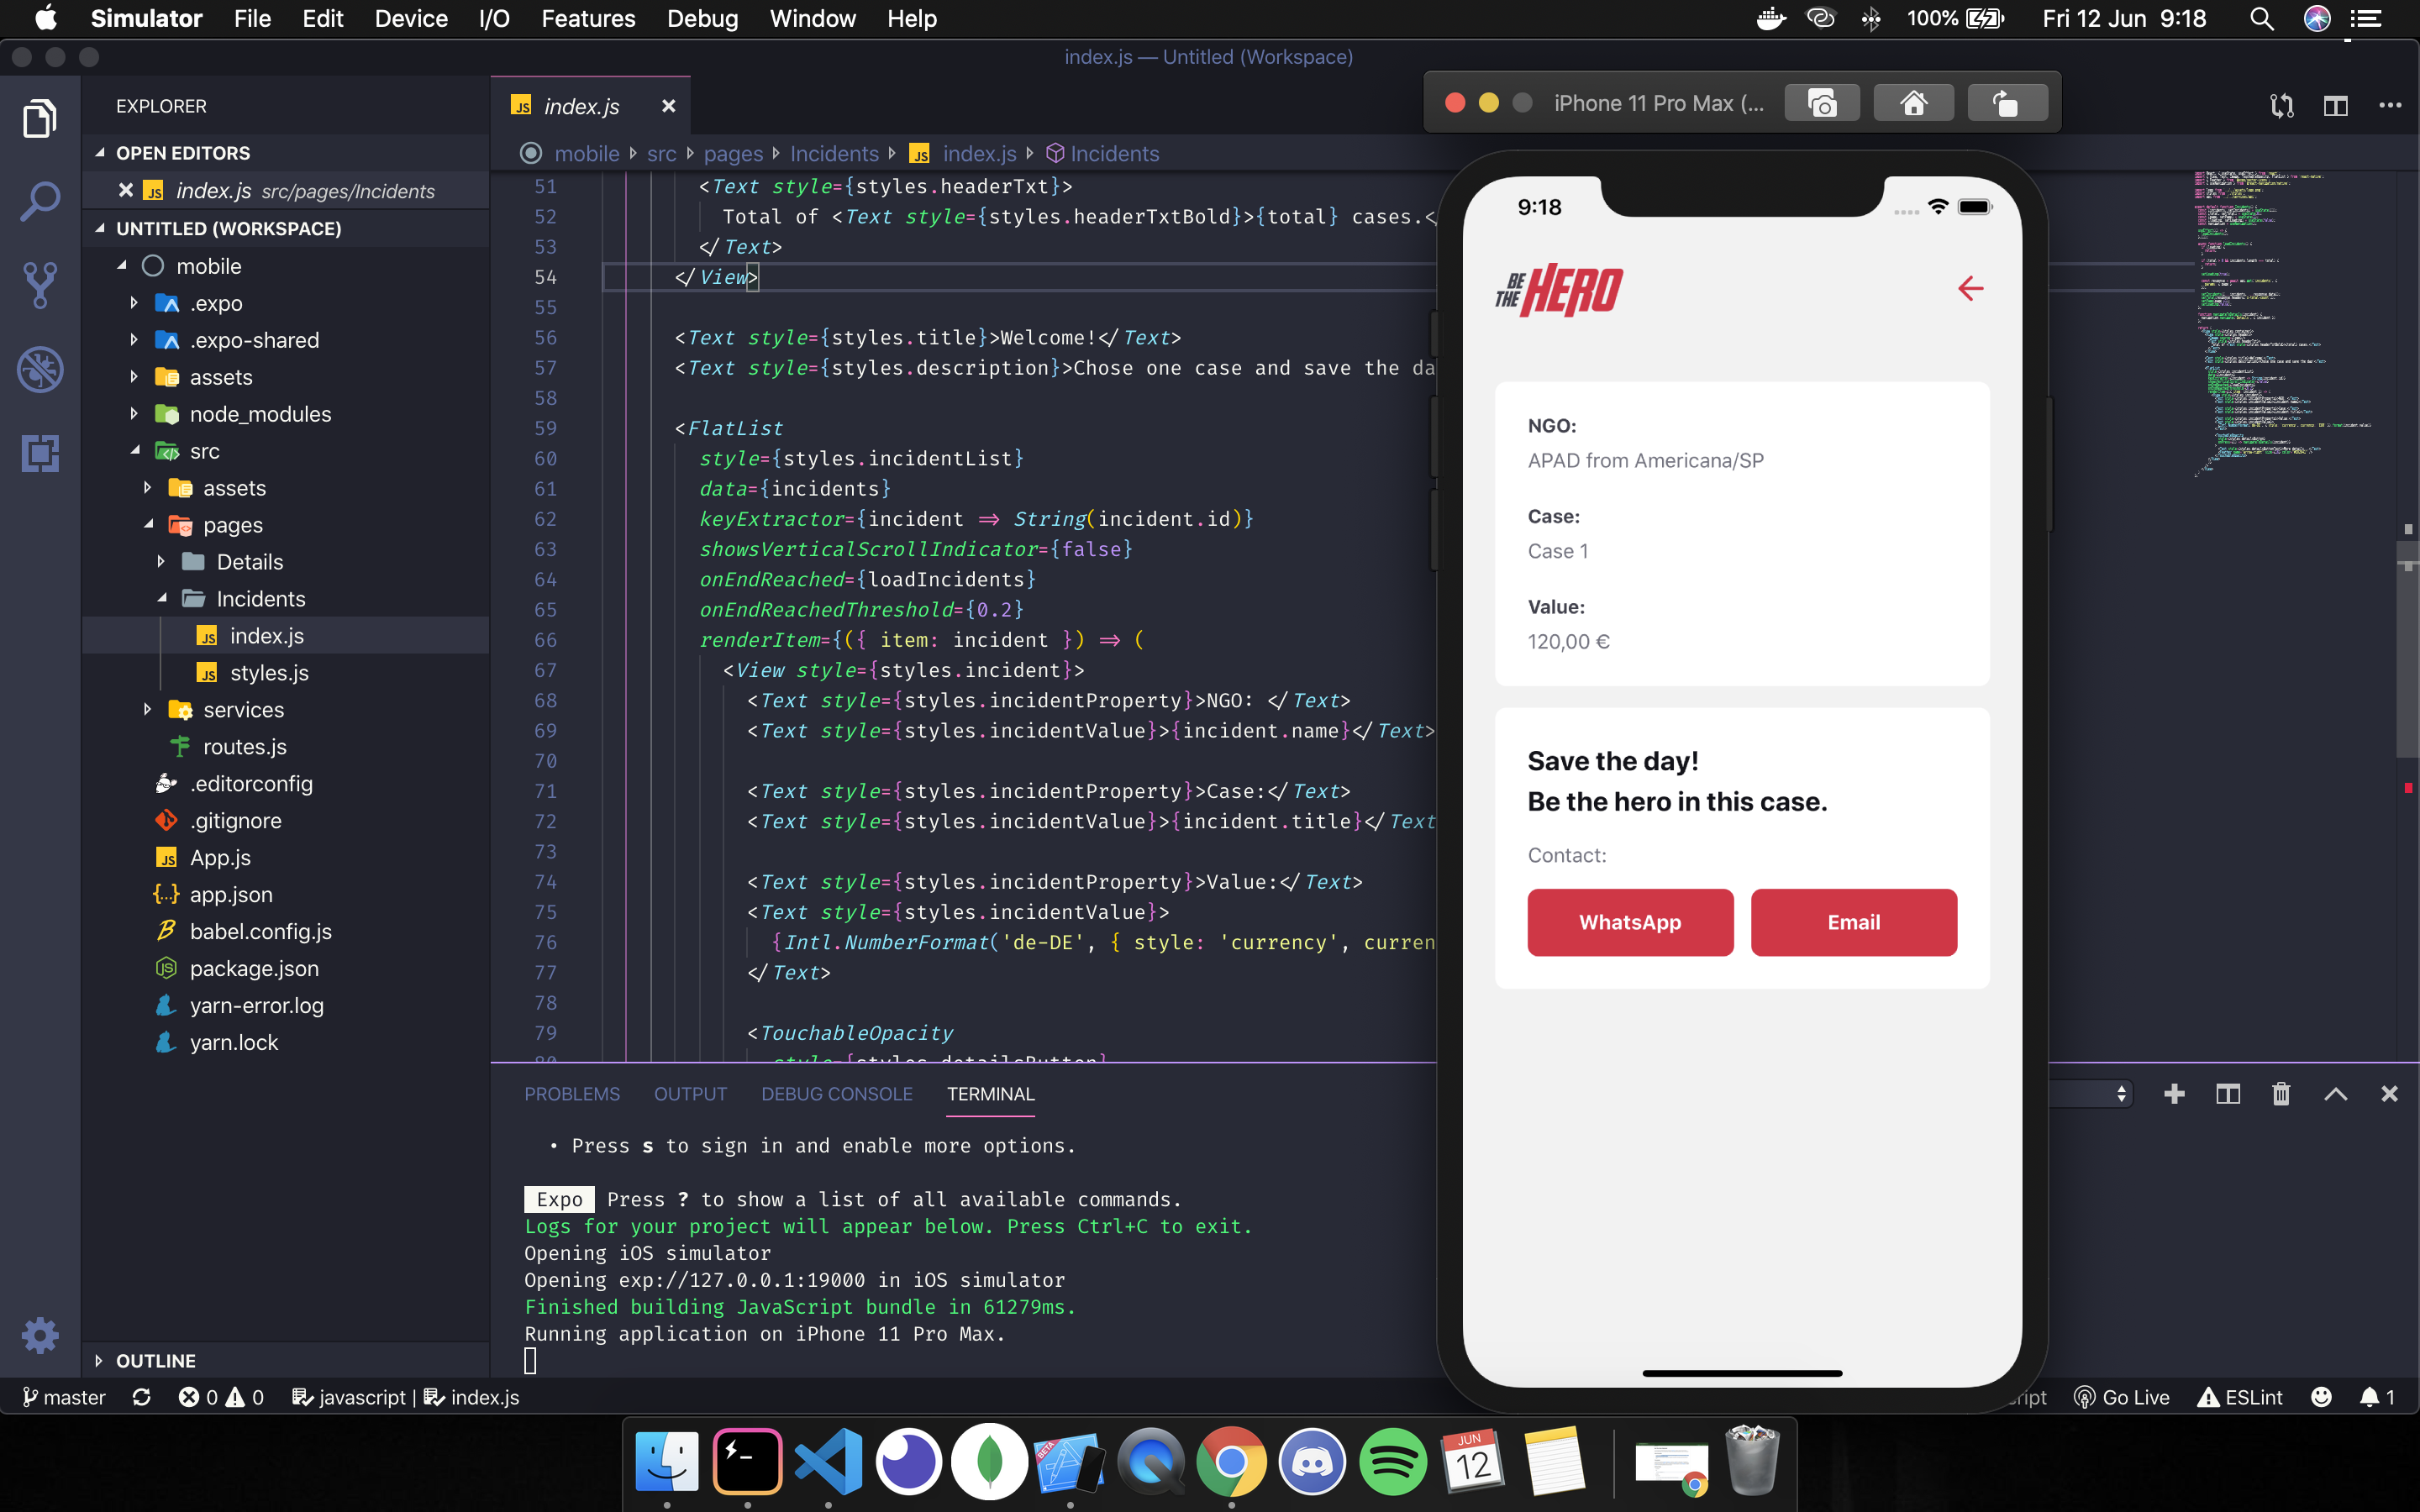 Simulator File Edit Device I/O Features Debug Window Help
100% Fri 12 Jun 9:18
index.js — Untitled (Workspace)
EXPLORER
OPEN EDITORS
index.js src/pages/Incidents
UNTITLED (WORKSPACE)
mobile
.expo
.expo-shared
assets
node_modules
src
assets
pages
Details
Incidents
index.js
styles.js
services
routes.js
.editorconfig
.gitignore
App.js
app.json
babel.config.js
package.json
yarn-error.log
yarn.lock
OUTLINE
JS index.js
mobile src pages Incidents JS index.js Incidents
51 <Text style={styles.headerTxt}>
52 Total of <Text style={styles.headerTxtBold}>{total} cases.<
53 </Text>
54 </View>
55
56 <Text style={styles.title}>Welcome!</Text>
57 <Text style={styles.description}>Chose one case and save the da
58
59 <FlatList
60 style={styles.incidentList}
61 data={incidents}
62 keyExtractor={incident => String(incident.id)}
63 showsVerticalScrollIndicator={false}
64 onEndReached={loadIncidents}
65 onEndReachedThreshold={0.2}
66 renderItem={({ item: incident }) => (
67 <View style={styles.incident}>
68 <Text style={styles.incidentProperty}>NGO: </Text>
69 <Text style={styles.incidentValue}>{incident.name}</Text>
70
71 <Text style={styles.incidentProperty}>Case:</Text>
72 <Text style={styles.incidentValue}>{incident.title}</Text
73
74 <Text style={styles.incidentProperty}>Value:</Text>
75 <Text style={styles.incidentValue}>
76 {Intl.NumberFormat('de-DE', { style: 'currency', curren
77 </Text>
78
79 <TouchableOpacity
80 style={styles.detailsButton}
PROBLEMS OUTPUT DEBUG CONSOLE TERMINAL
• Press s to sign in and enable more options.
Expo Press ? to show a list of all available commands.
Logs for your project will appear below. Press Ctrl+C to exit.
Opening iOS simulator
Opening exp://127.0.0.1:19000 in iOS simulator
Finished building JavaScript bundle in 61279ms.
Running application on iPhone 11 Pro Max.
iPhone 11 Pro Max (...
9:18
BE THE HERO
NGO:
APAD from Americana/SP
Case:
Case 1
Value:
120,00 €
Save the day!
Be the hero in this case.
Contact:
WhatsApp Email
master 0 0 javascript | index.js
ript Go Live ESLint 1
BETA
JUN
12